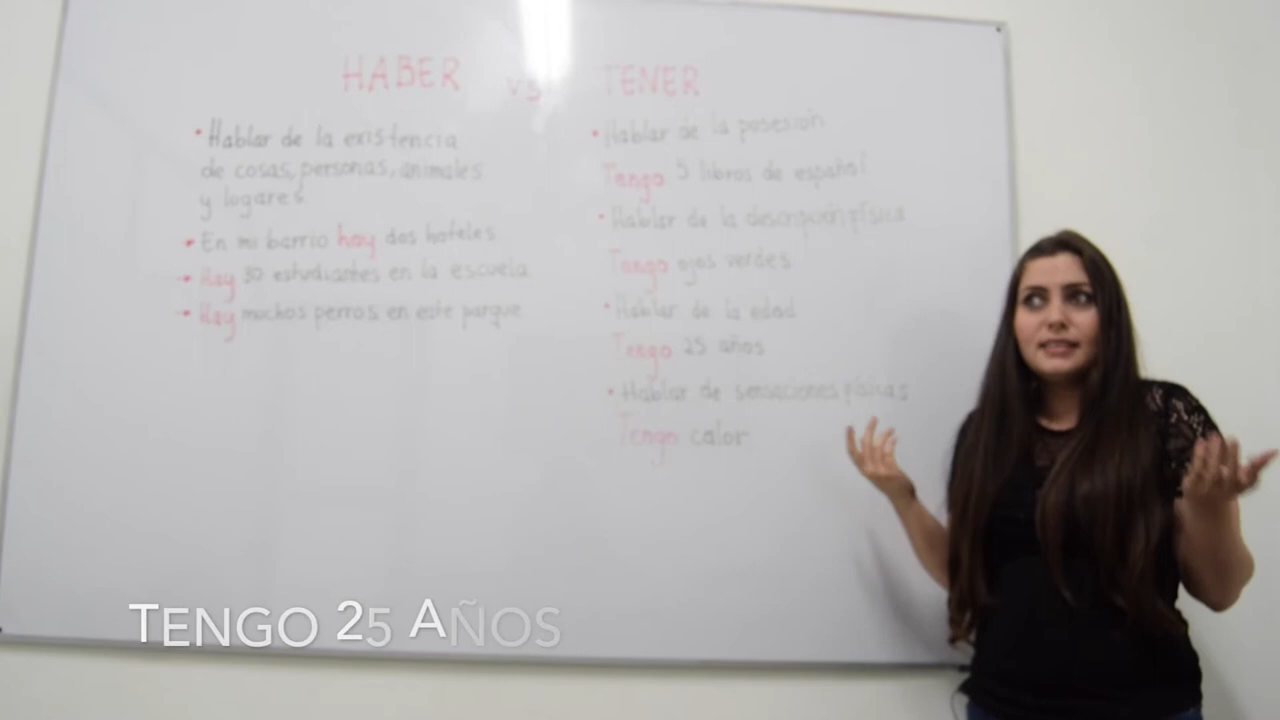 HABER vs TENER
• Hablar de la existencia
de cosas, personas, animales
y lugares
→ En mi barrio hay dos hoteles
→ Hay 30 estudiantes en la escuela
→ Hay muchos perros en este parque
• Hablar de la posesión
Tengo 5 libros de español
• Hablar de la descripción física
Tengo ojos verdes
• Hablar de la edad
Tengo 25 años
• Hablar de sensaciones físicas
Tengo calor
TENGO 25 AÑOS